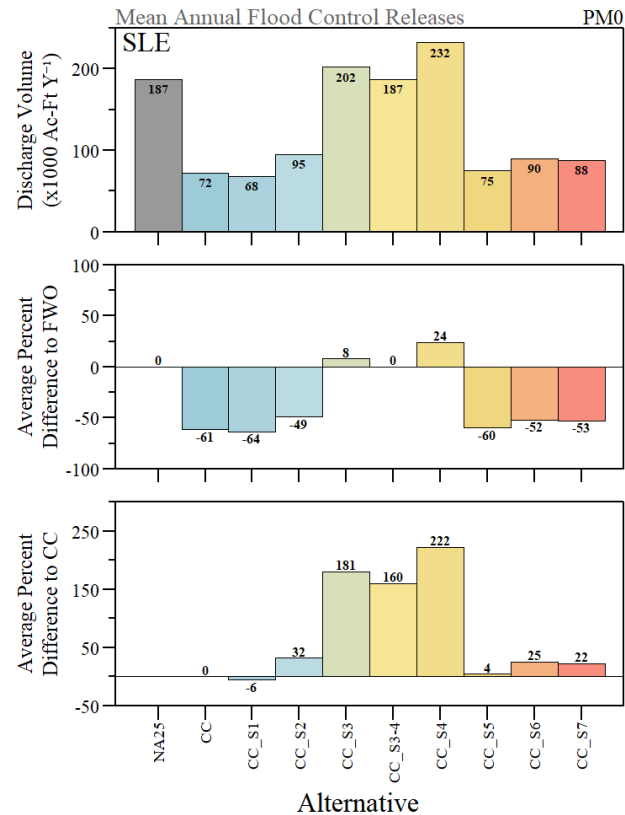 Mean Annual Flood Control Releases PM0
SLE
Discharge Volume
(x1000 Ac-Ft Y⁻¹)
200
100
0
187
72
68
95
202
187
232
75
90
88
Average Percent
Difference to FWO
100
50
0
-50
-100
0
-61
-64
-49
8
0
24
-60
-52
-53
Average Percent
Difference to CC
250
150
50
-50
0
-6
32
181
160
222
4
25
22
NA25
CC
CC_S1
CC_S2
CC_S3
CC_S3-4
CC_S4
CC_S5
CC_S6
CC_S7
Alternative